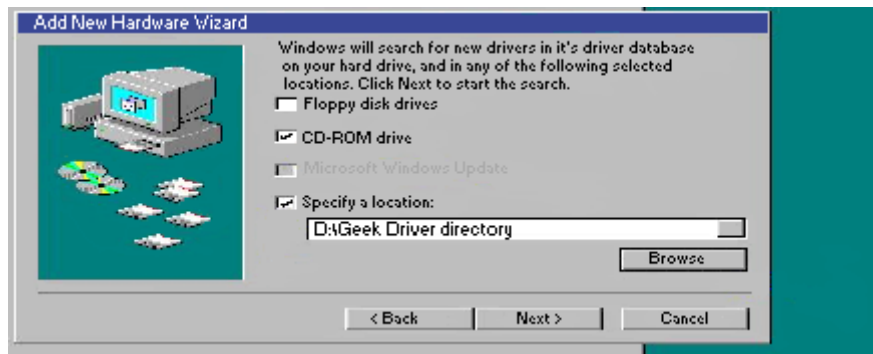 Add New Hardware Wizard
Windows will search for new drivers in it's driver database
on your hard drive, and in any of the following selected
locations. Click Next to start the search.
Floppy disk drives
CD-ROM drive
Microsoft Windows Update
Specify a location:
D:\Geek Driver directory
Browse
< Back
Next >
Cancel